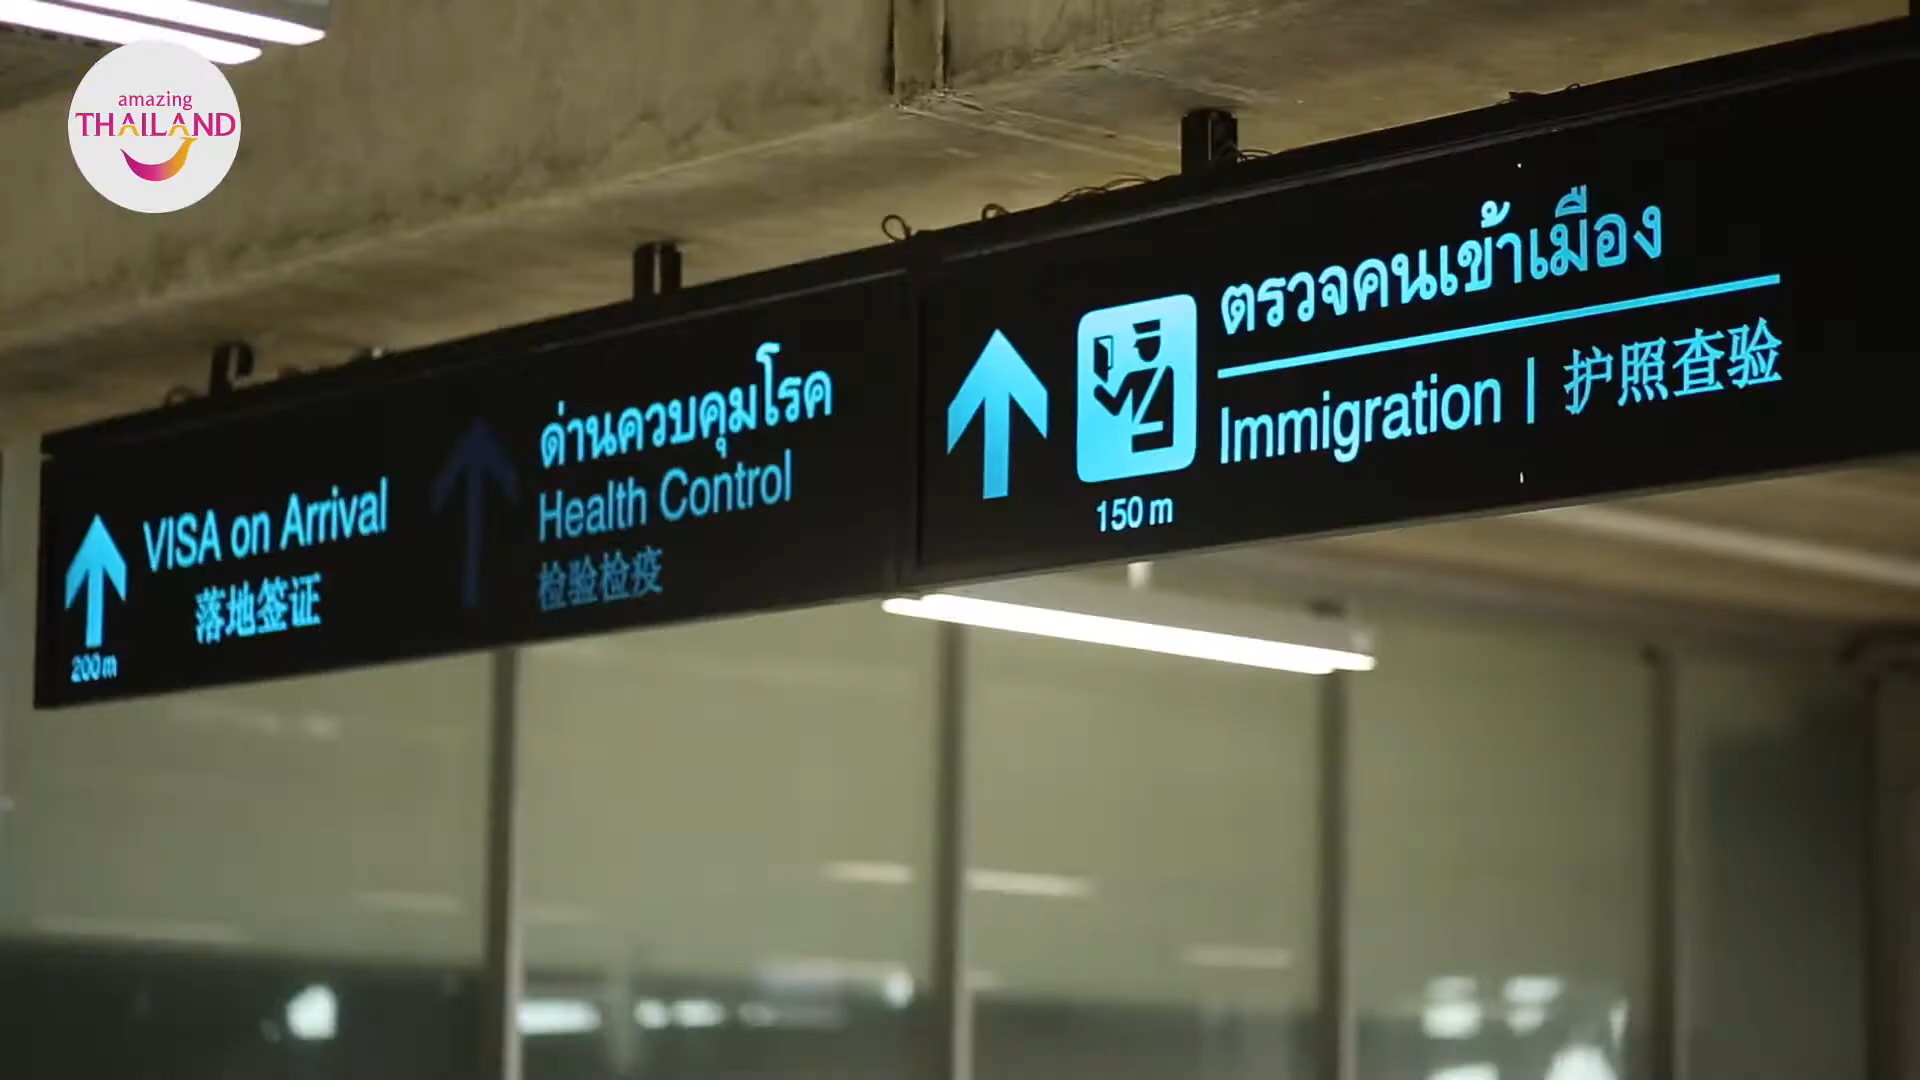 amazing
THAILAND
VISA on Arrival
落地签证
200 m
ด่านควบคุมโรค
Health Control
检验检疫
ตรวจคนเข้าเมือง
Immigration | 护照查验
150 m